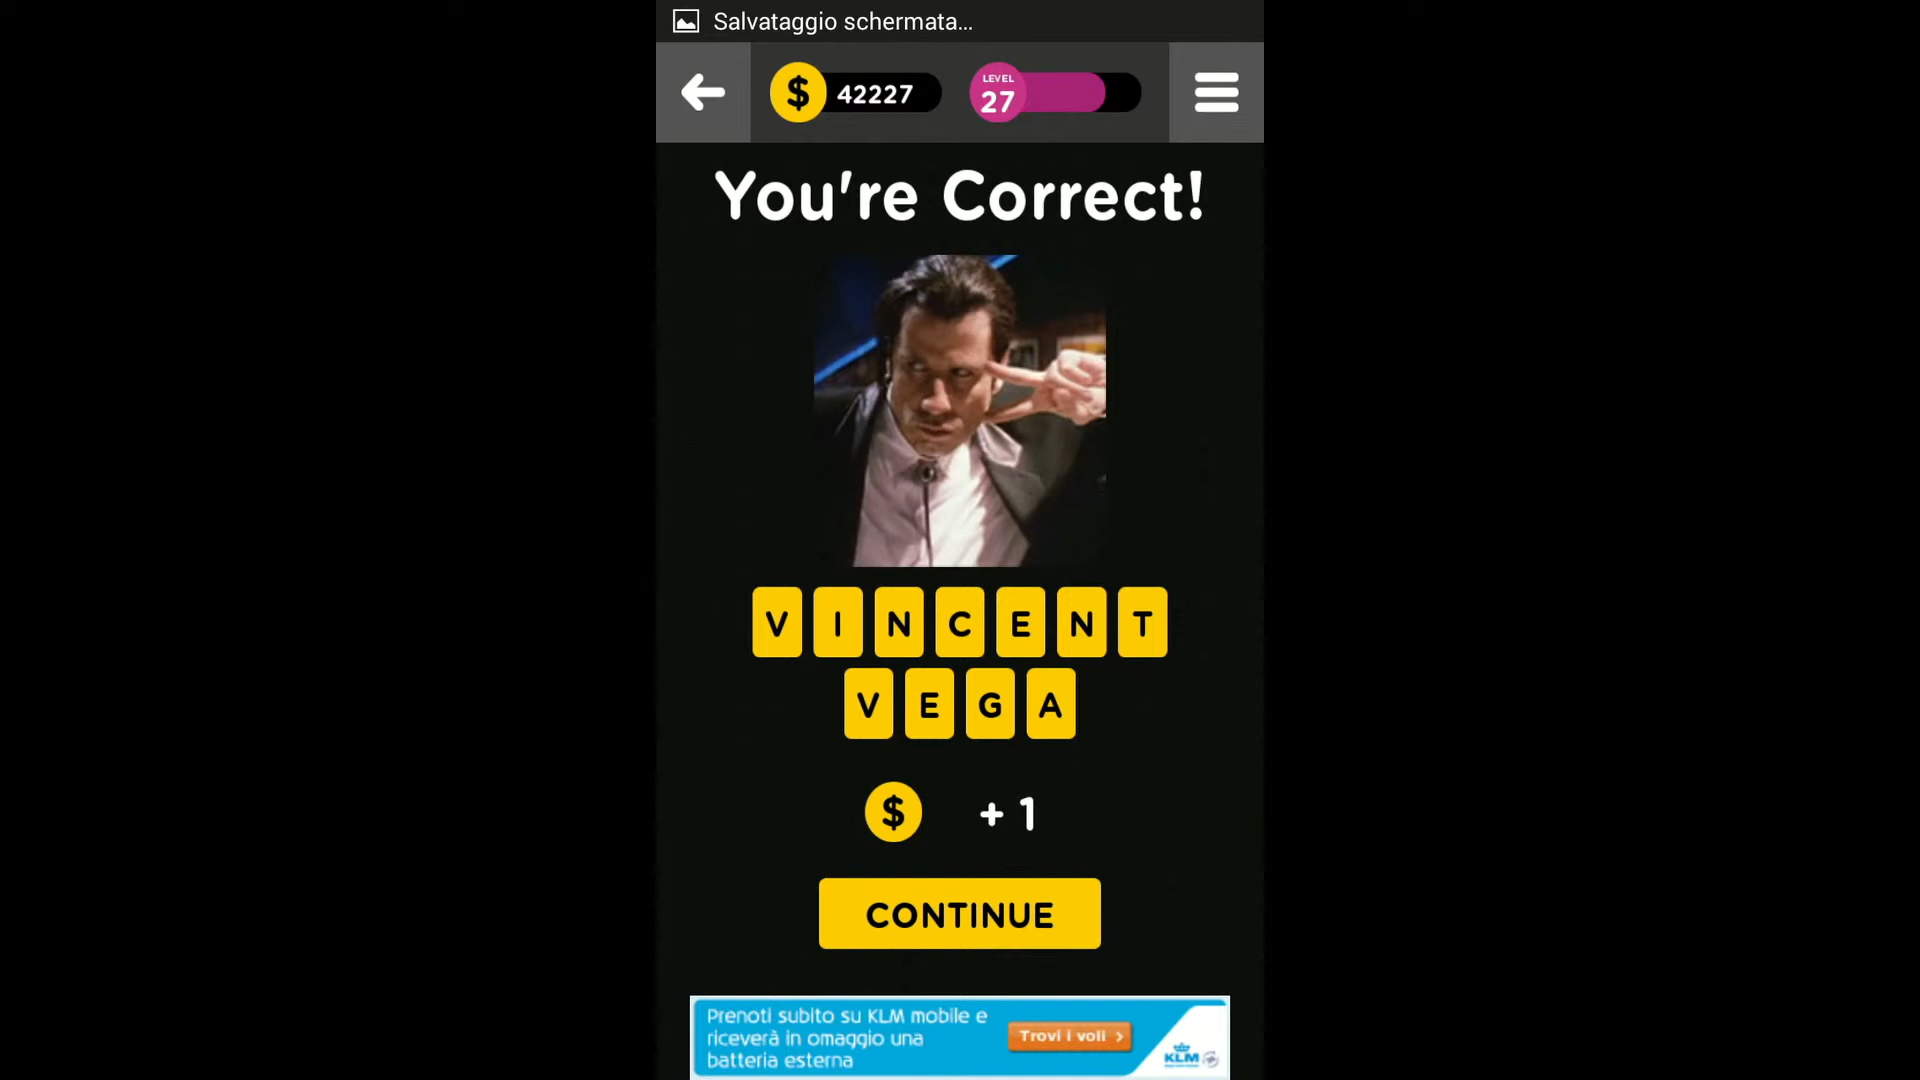 Salvataggio schermata...
$ 42227
LEVEL
27
You're Correct!
VINCENT
VEGA
$ + 1
CONTINUE
Prenoti subito su KLM mobile e
riceverà in omaggio una
batteria esterna
Trovi i voli >
KLM